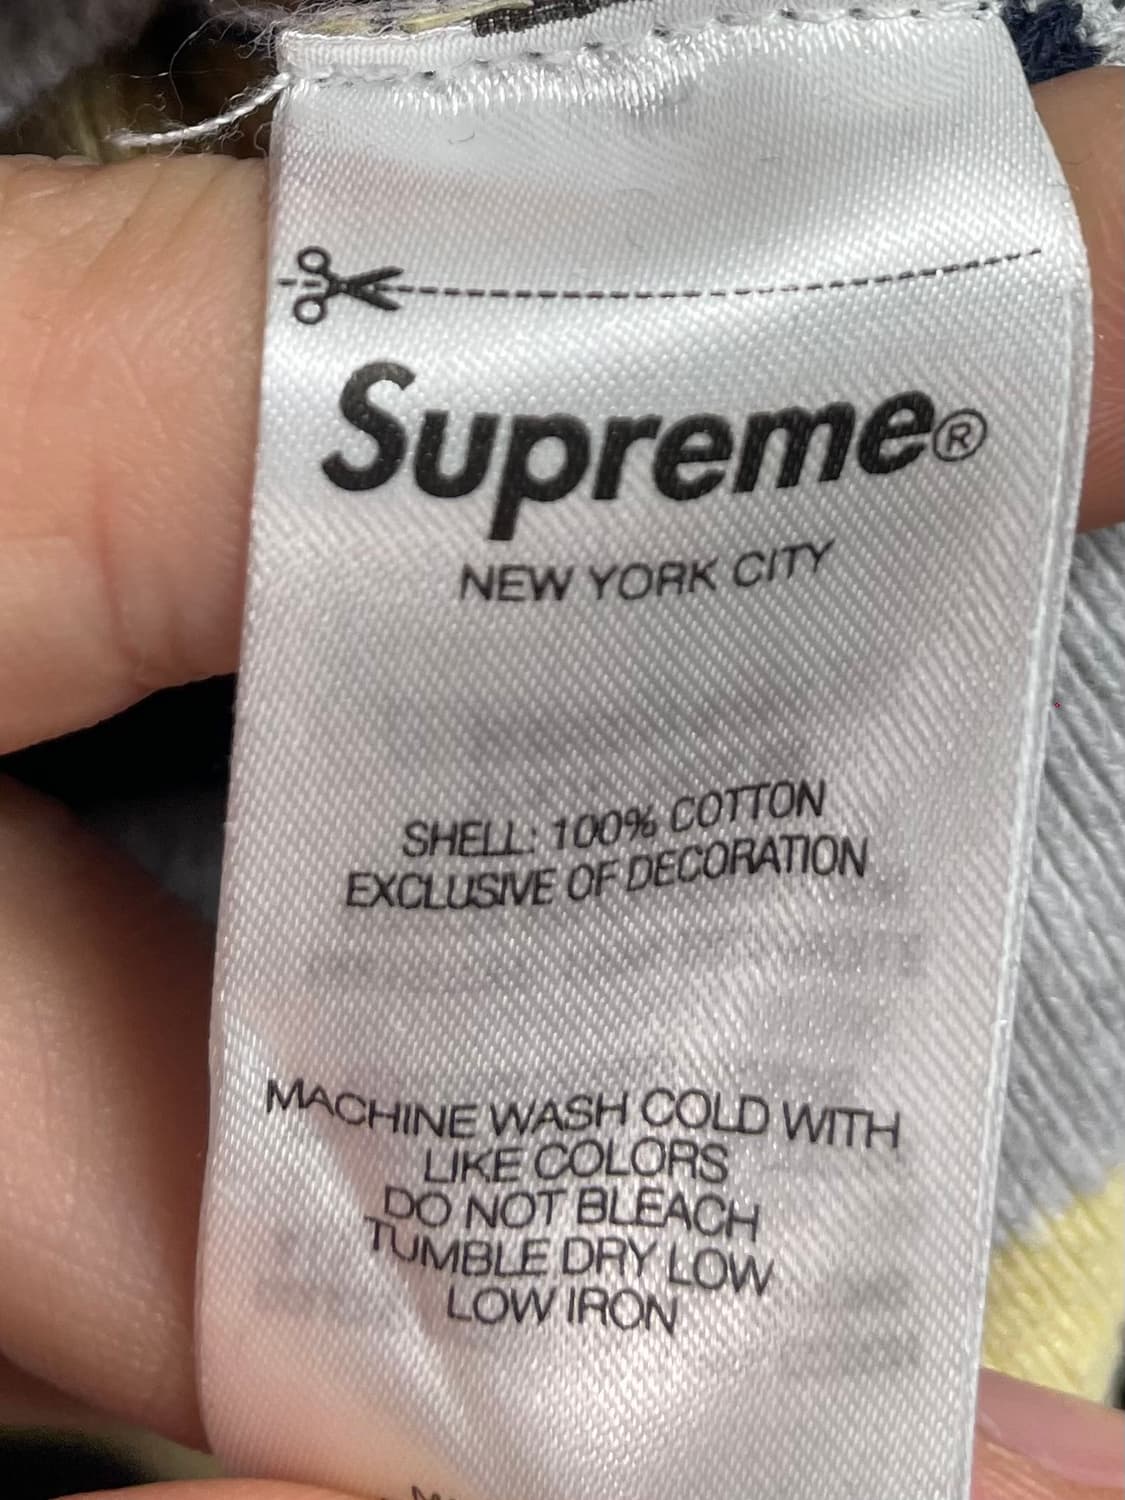 Supreme®
NEW YORK CITY
SHELL: 100% COTTON
EXCLUSIVE OF DECORATION
MACHINE WASH COLD WITH
LIKE COLORS
DO NOT BLEACH
TUMBLE DRY LOW
LOW IRON